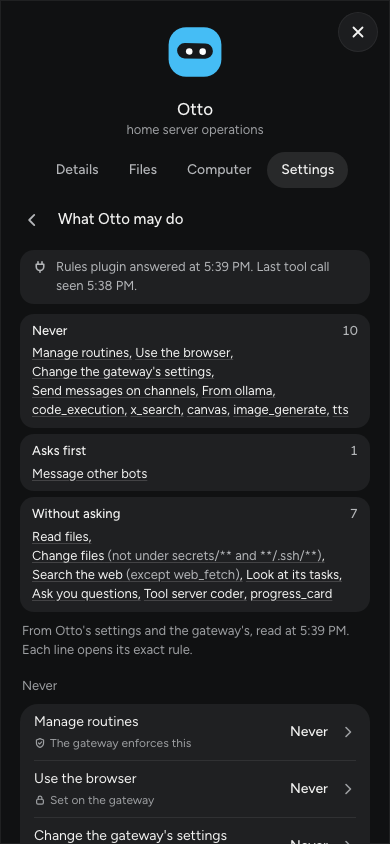 Otto
home server operations
Details
Files
Computer
Settings
What Otto may do
Rules plugin answered at 5:39 PM. Last tool call
seen 5:38 PM.
Never
10
Manage routines, Use the browser,
Change the gateway's settings,
Send messages on channels, From ollama,
code_execution, x_search, canvas, image_generate, tts
Asks first
1
Message other bots
Without asking
7
Read files,
Change files (not under secrets/** and **/.ssh/**),
Search the web (except web_fetch), Look at its tasks,
Ask you questions, Tool server coder, progress_card
From Otto's settings and the gateway's, read at 5:39 PM.
Each line opens its exact rule.
Never
Manage routines
The gateway enforces this
Never
Use the browser
Set on the gateway
Never
Change the gateway's settings
Never